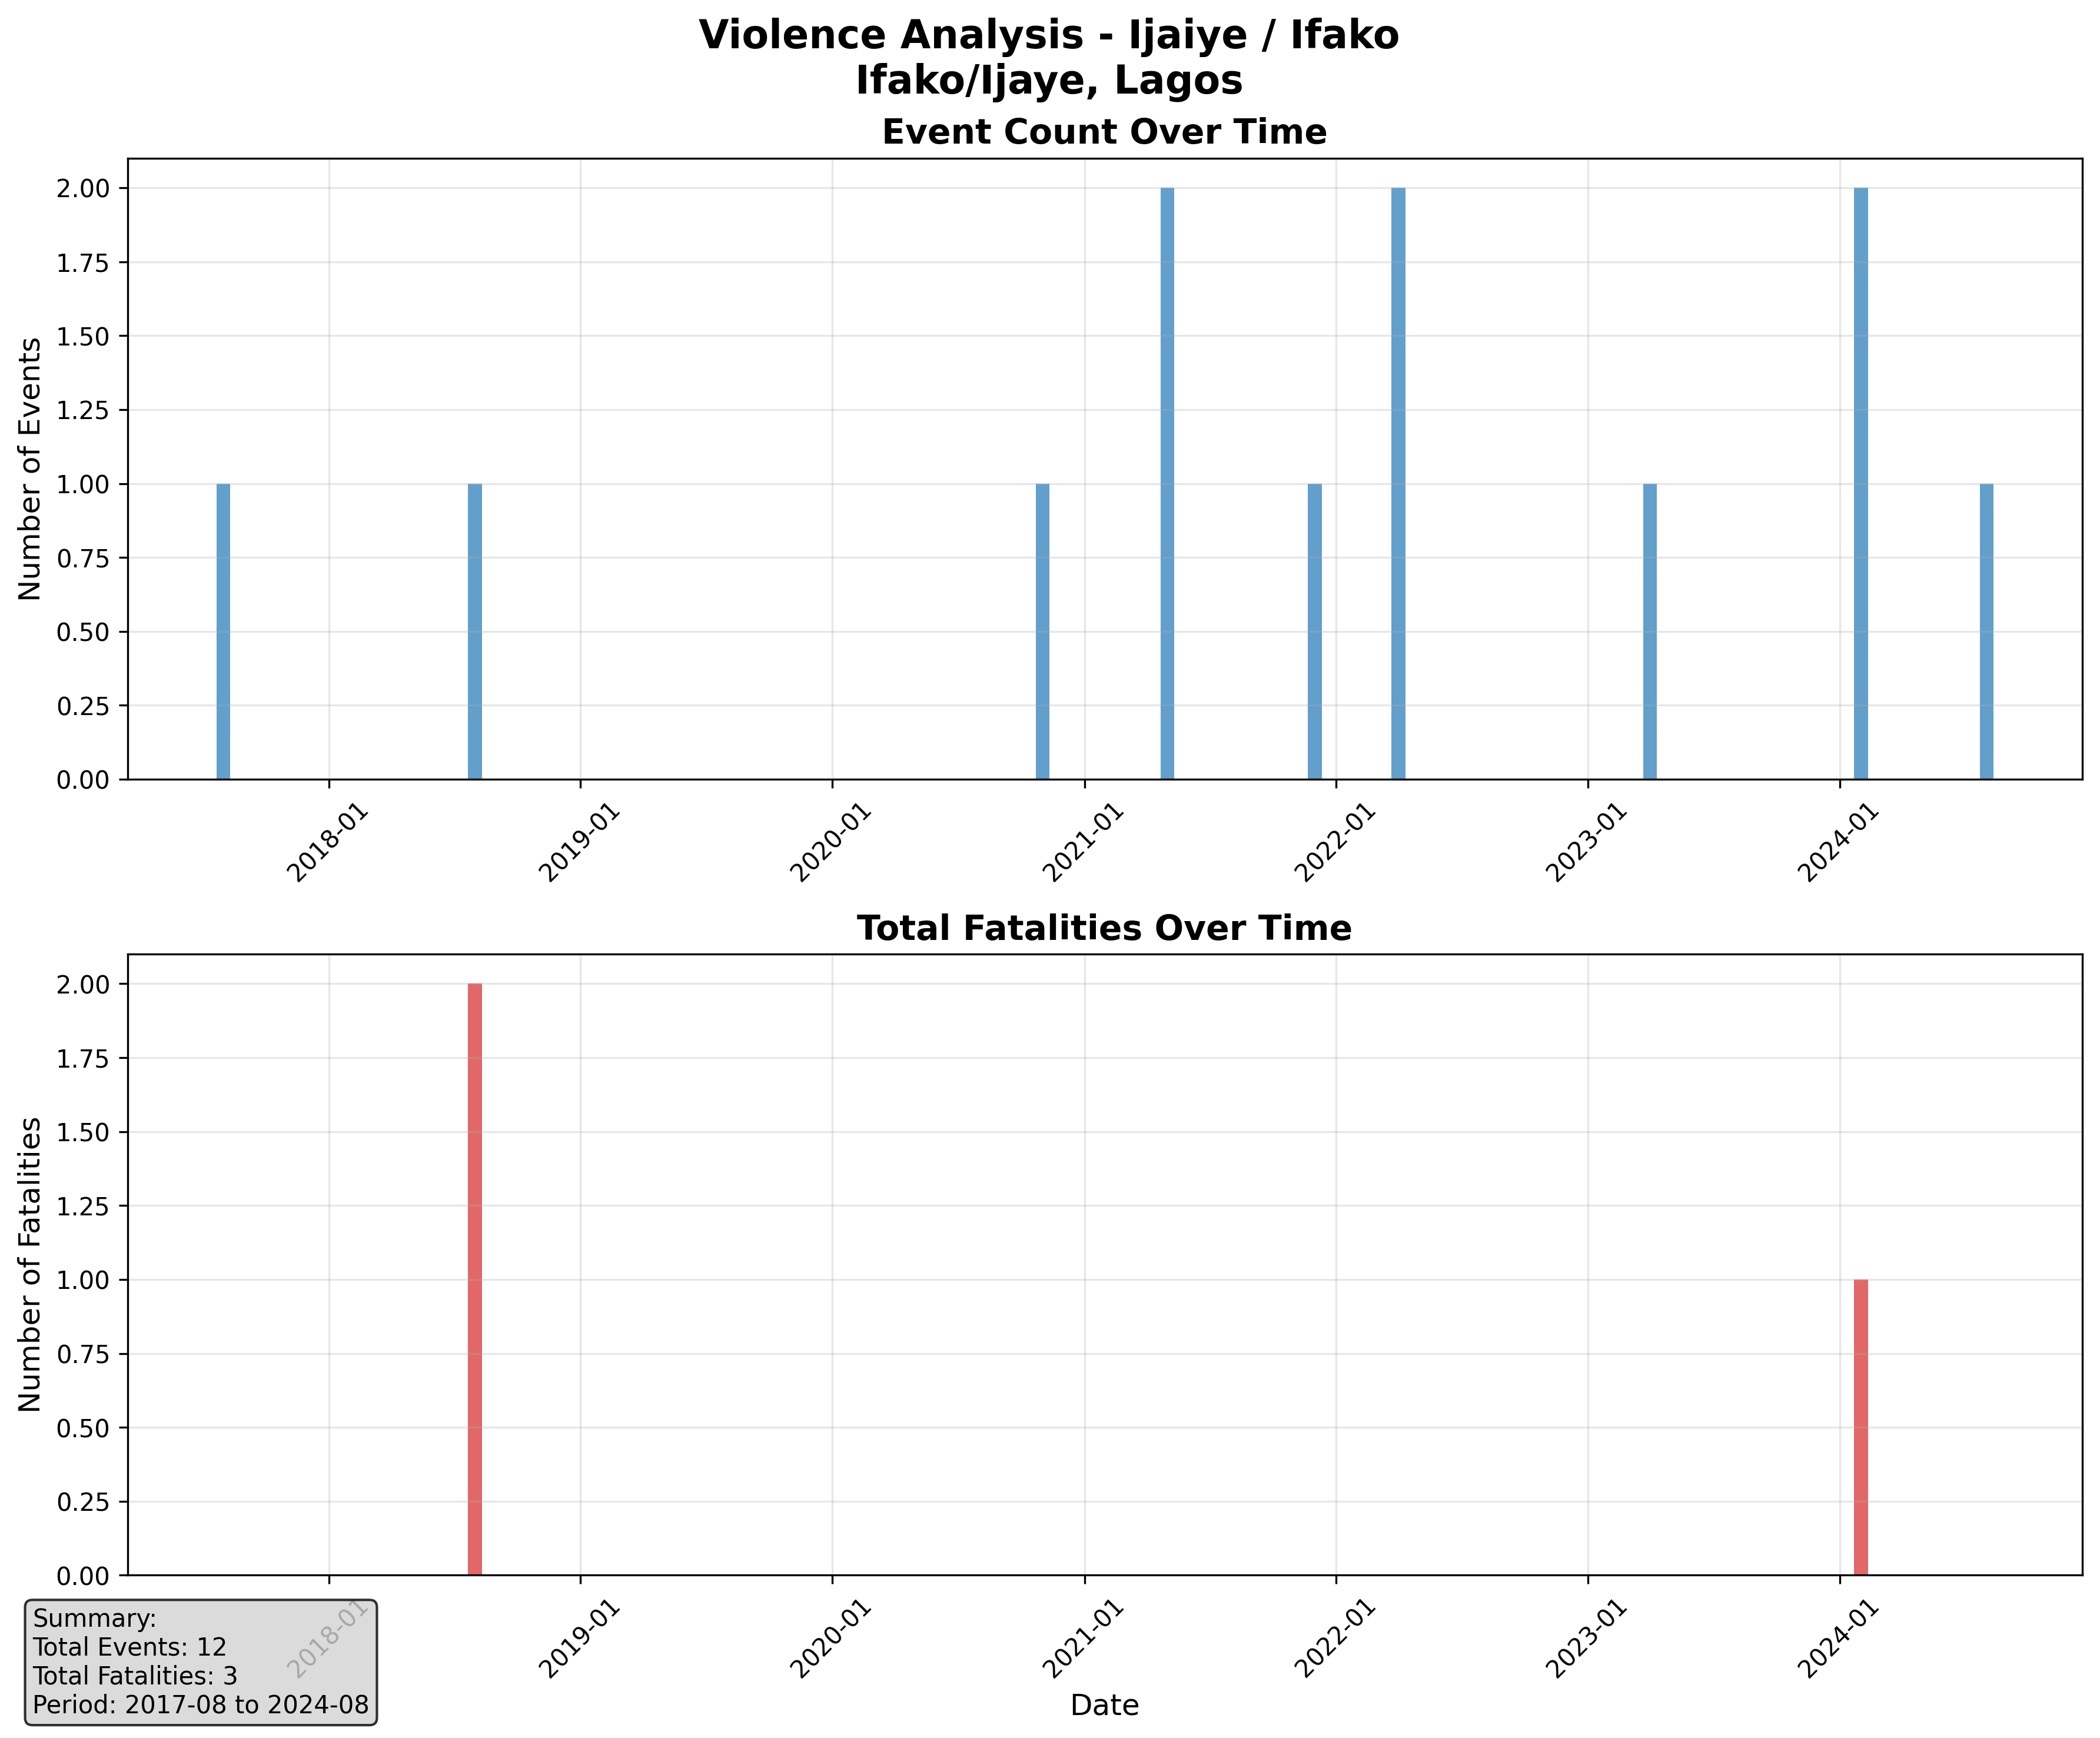 Violence Analysis - Ijaiye / Ifako
Ifako/Ijaye, Lagos
Event Count Over Time
Number of Events
2.00
1.75
1.50
1.25
1.00
0.75
0.50
0.25
0.00
2018-01
2019-01
2020-01
2021-01
2022-01
2023-01
2024-01
Total Fatalities Over Time
Number of Fatalities
2.00
1.75
1.50
1.25
1.00
0.75
0.50
0.25
0.00
2018-01
2019-01
2020-01
2021-01
2022-01
2023-01
2024-01
Date
Summary:
Total Events: 12
Total Fatalities: 3
Period: 2017-08 to 2024-08